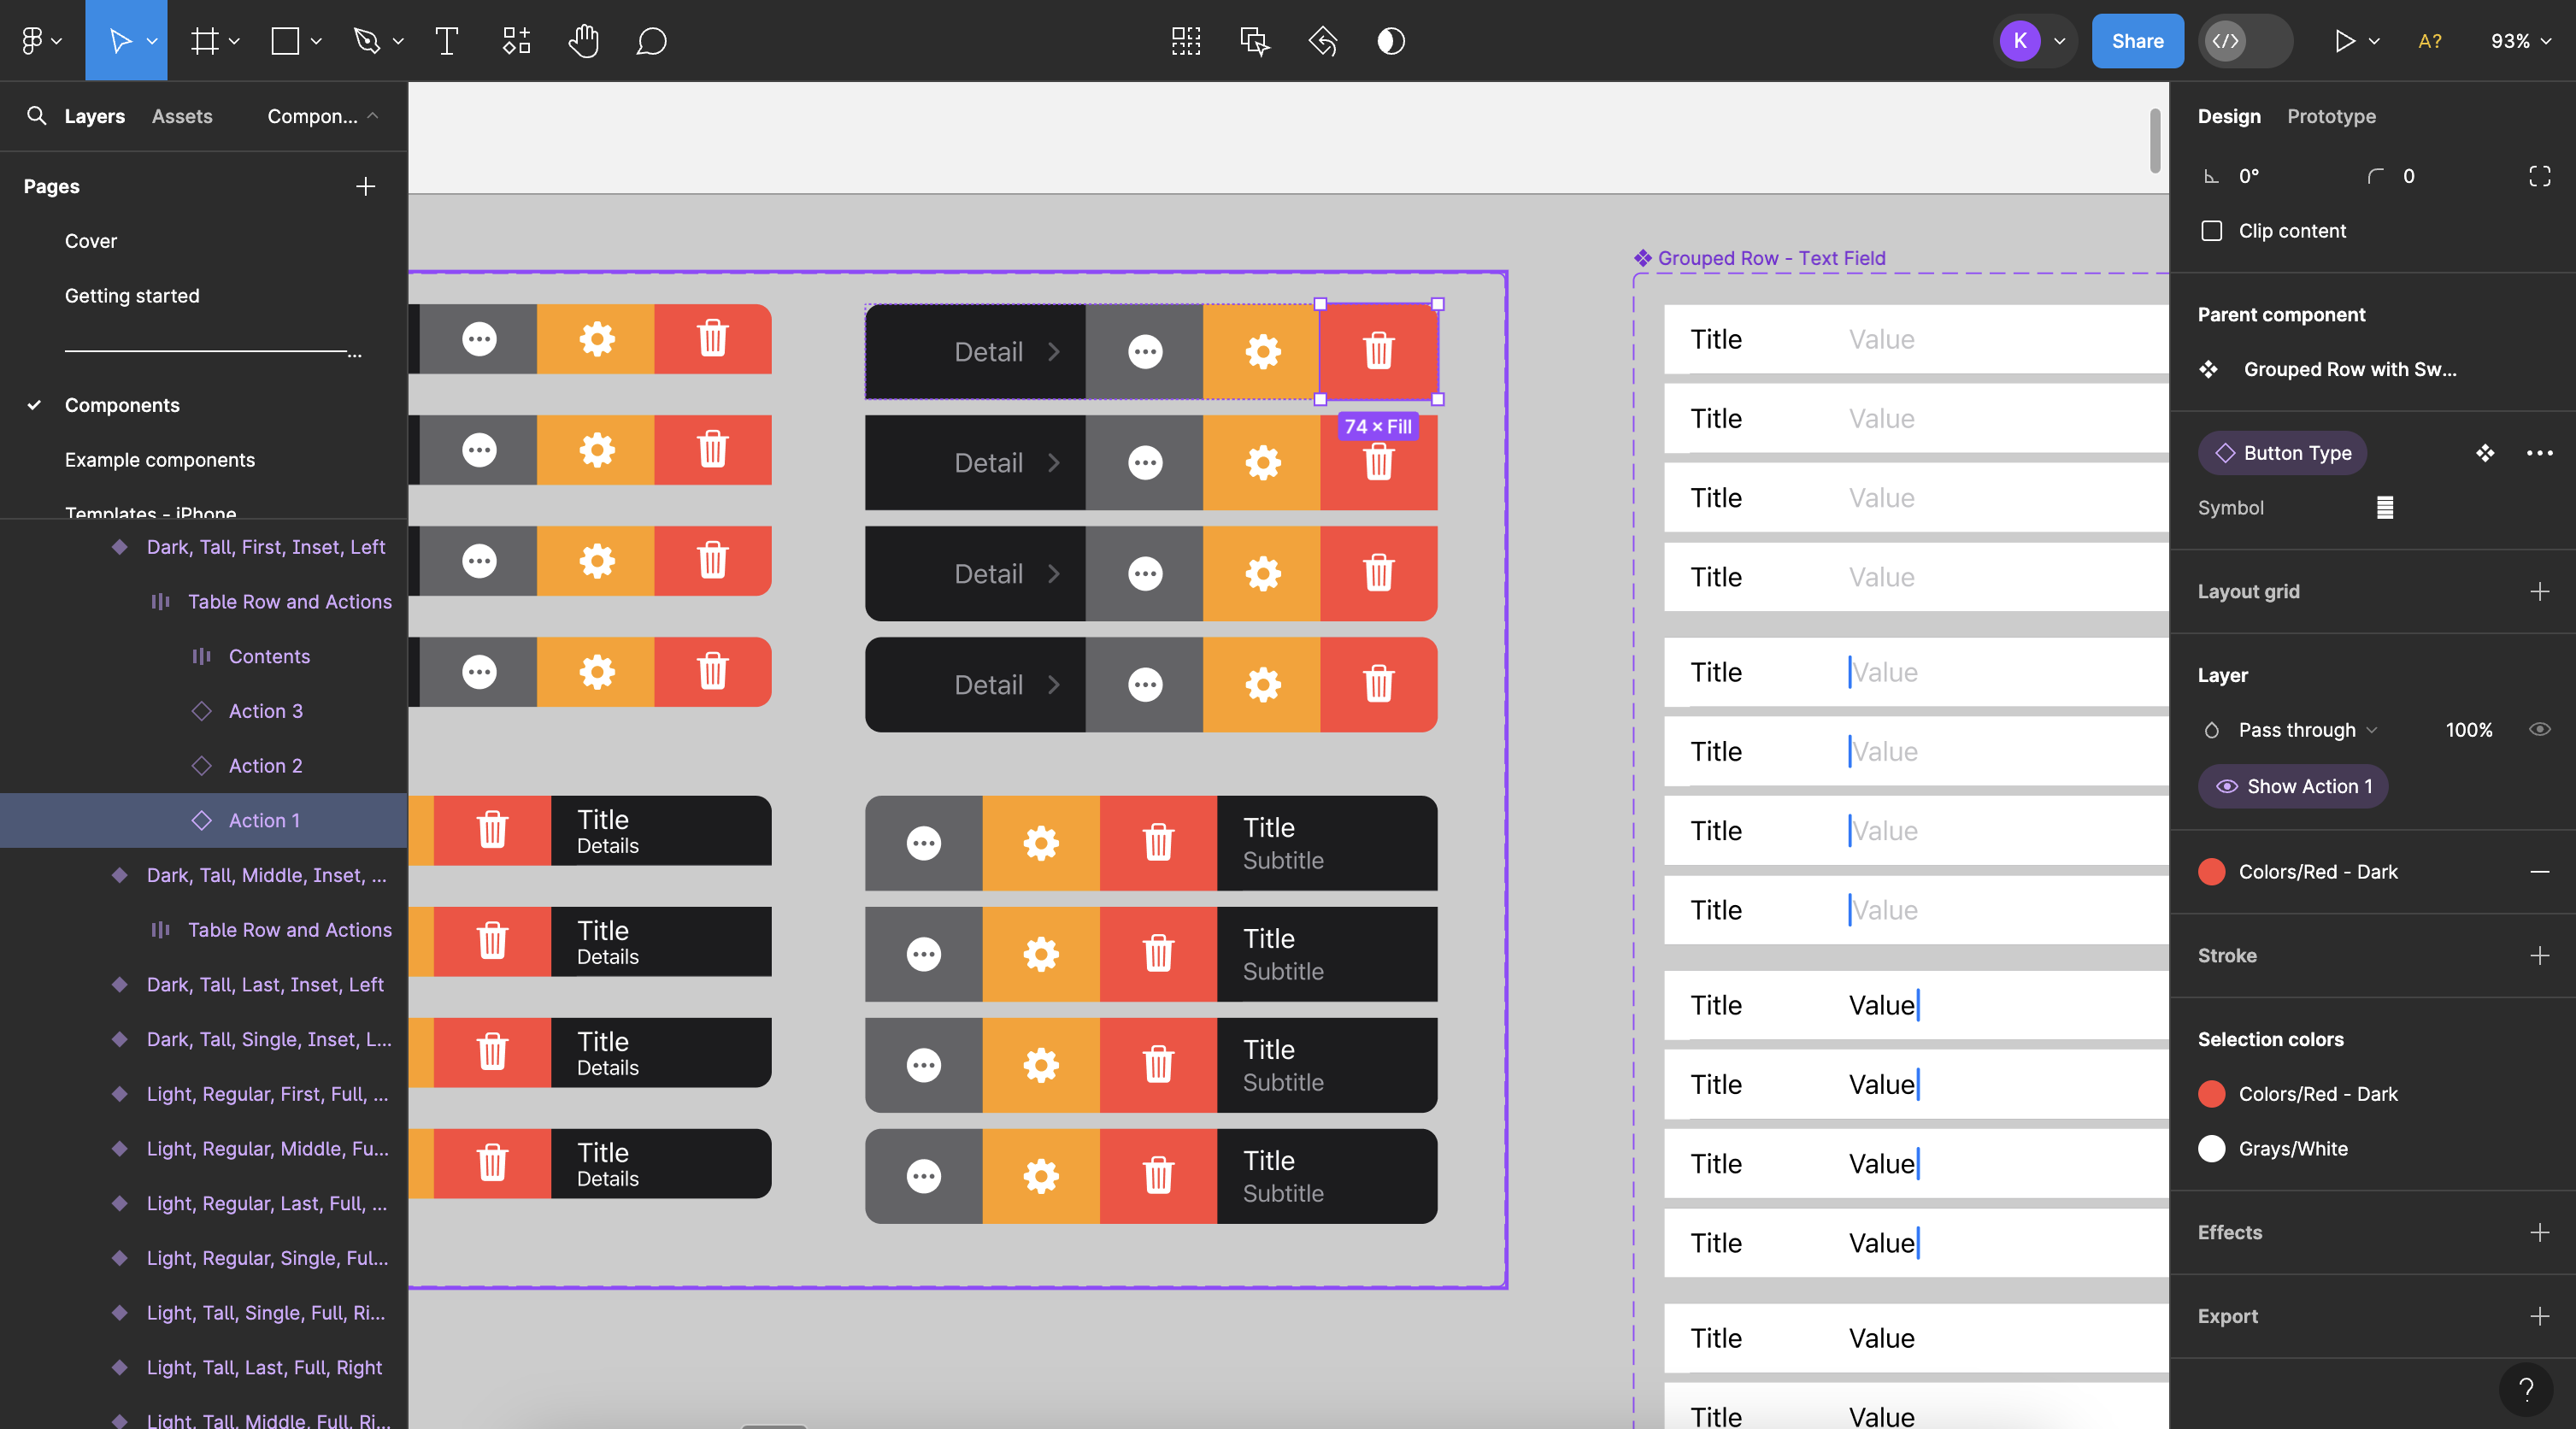 K
Share
A?
93%
Layers
Assets
Compon...
Pages
Cover
Getting started
Components
Example components
Templates - iPhone
Dark, Tall, First, Inset, Left
Table Row and Actions
Contents
Action 3
Action 2
Action 1
Dark, Tall, Middle, Inset, ...
Table Row and Actions
Dark, Tall, Last, Inset, Left
Dark, Tall, Single, Inset, L...
Light, Regular, First, Full, ...
Light, Regular, Middle, Fu...
Light, Regular, Last, Full, ...
Light, Regular, Single, Ful...
Light, Tall, Single, Full, Ri...
Light, Tall, Last, Full, Right
Light, Tall, Middle, Full, Ri...
Detail
74 × Fill
Detail
Detail
Detail
Title
Details
Title
Details
Title
Details
Title
Details
Title
Subtitle
Title
Subtitle
Title
Subtitle
Title
Subtitle
Grouped Row - Text Field
Title Value
Title Value
Title Value
Title Value
Title Value
Title Value
Title Value
Title Value
Title Value
Title Value
Title Value
Title Value
Title Value
Title Value
Design
Prototype
0°
0
Clip content
Parent component
Grouped Row with Sw...
Button Type
Symbol
Layout grid
Layer
Pass through
100%
Show Action 1
Colors/Red - Dark
Stroke
Selection colors
Colors/Red - Dark
Grays/White
Effects
Export
?